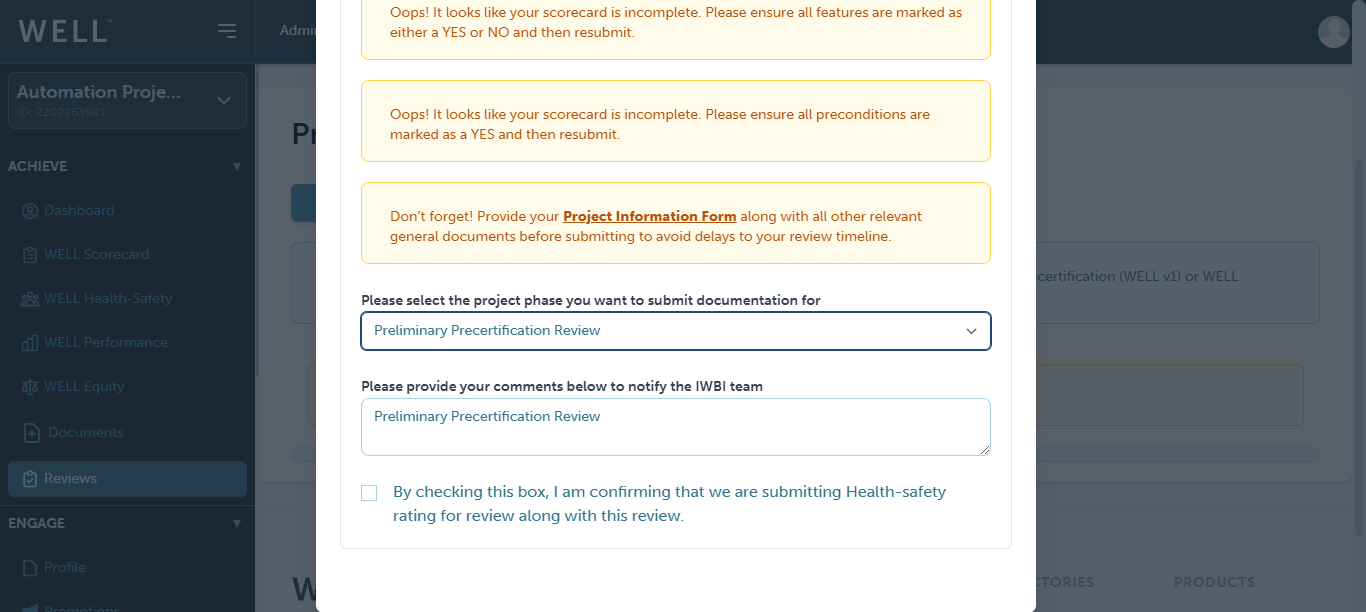 WELL™
Admi
Automation Proje...
ID: 2202263981
ACHIEVE
Dashboard
WELL Scorecard
WELL Health-Safety
WELL Performance
WELL Equity
Documents
Reviews
ENGAGE
Profile
Promotions
Oops! It looks like your scorecard is incomplete. Please ensure all features are marked as
either a YES or NO and then resubmit.
Oops! It looks like your scorecard is incomplete. Please ensure all preconditions are
marked as a YES and then resubmit.
Don’t forget! Provide your Project Information Form along with all other relevant
general documents before submitting to avoid delays to your review timeline.
Please select the project phase you want to submit documentation for
Preliminary Precertification Review
Please provide your comments below to notify the IWBI team
Preliminary Precertification Review
By checking this box, I am confirming that we are submitting Health-safety
rating for review along with this review.
Pr
ecertification (WELL v1) or WELL
W
CTORIES
PRODUCTS